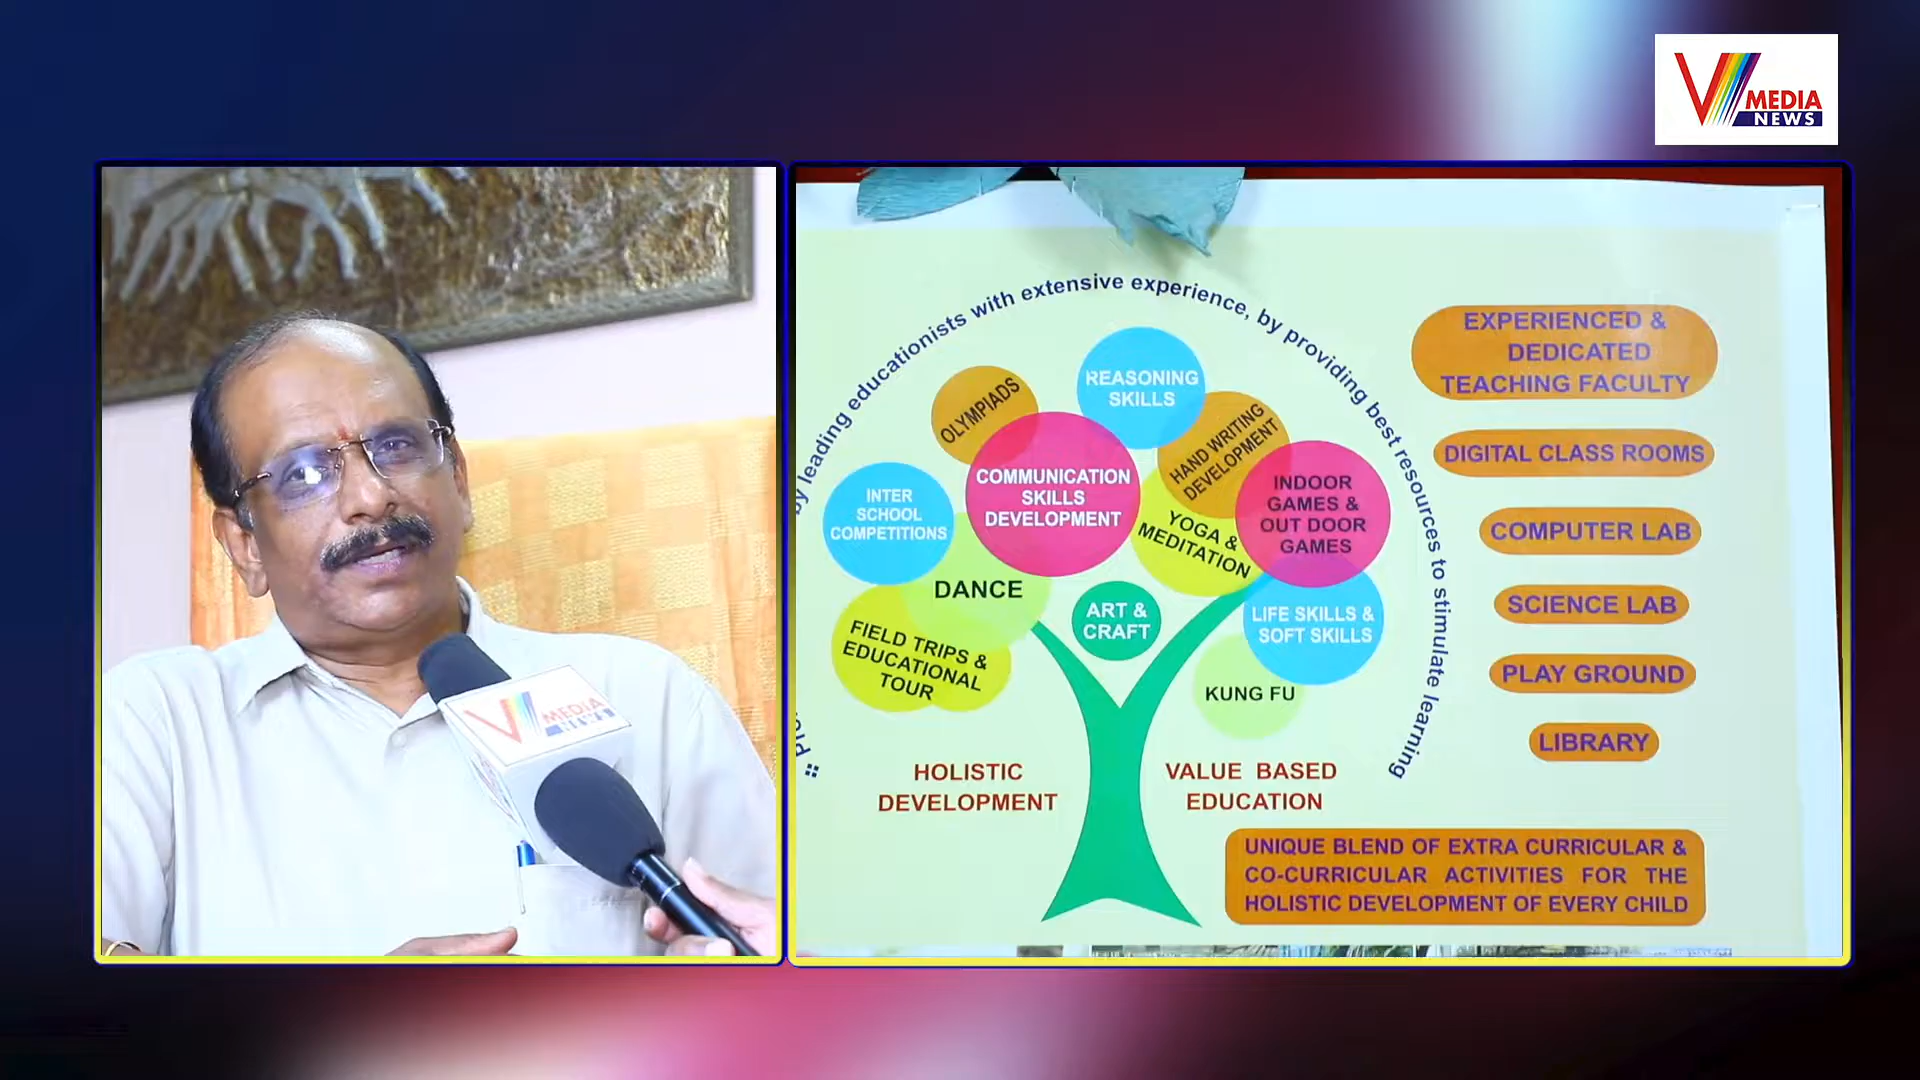 V MEDIA
NEWS
V MEDIA
NEWS
by leading educationists with extensive experience, by providing best resources to stimulate learning
OLYMPIADS
REASONING
SKILLS
HAND WRITING
DEVELOPMENT
COMMUNICATION
SKILLS
DEVELOPMENT
INDOOR
GAMES &
OUT DOOR
GAMES
INTER
SCHOOL
COMPETITIONS
YOGA &
MEDITATION
DANCE
ART &
CRAFT
LIFE SKILLS &
SOFT SKILLS
FIELD TRIPS &
EDUCATIONAL
TOUR
KUNG FU
HOLISTIC
DEVELOPMENT
VALUE BASED
EDUCATION
EXPERIENCED &
DEDICATED
TEACHING FACULTY
DIGITAL CLASS ROOMS
COMPUTER LAB
SCIENCE LAB
PLAY GROUND
LIBRARY
UNIQUE BLEND OF EXTRA CURRICULAR &
CO-CURRICULAR ACTIVITIES FOR THE
HOLISTIC DEVELOPMENT OF EVERY CHILD